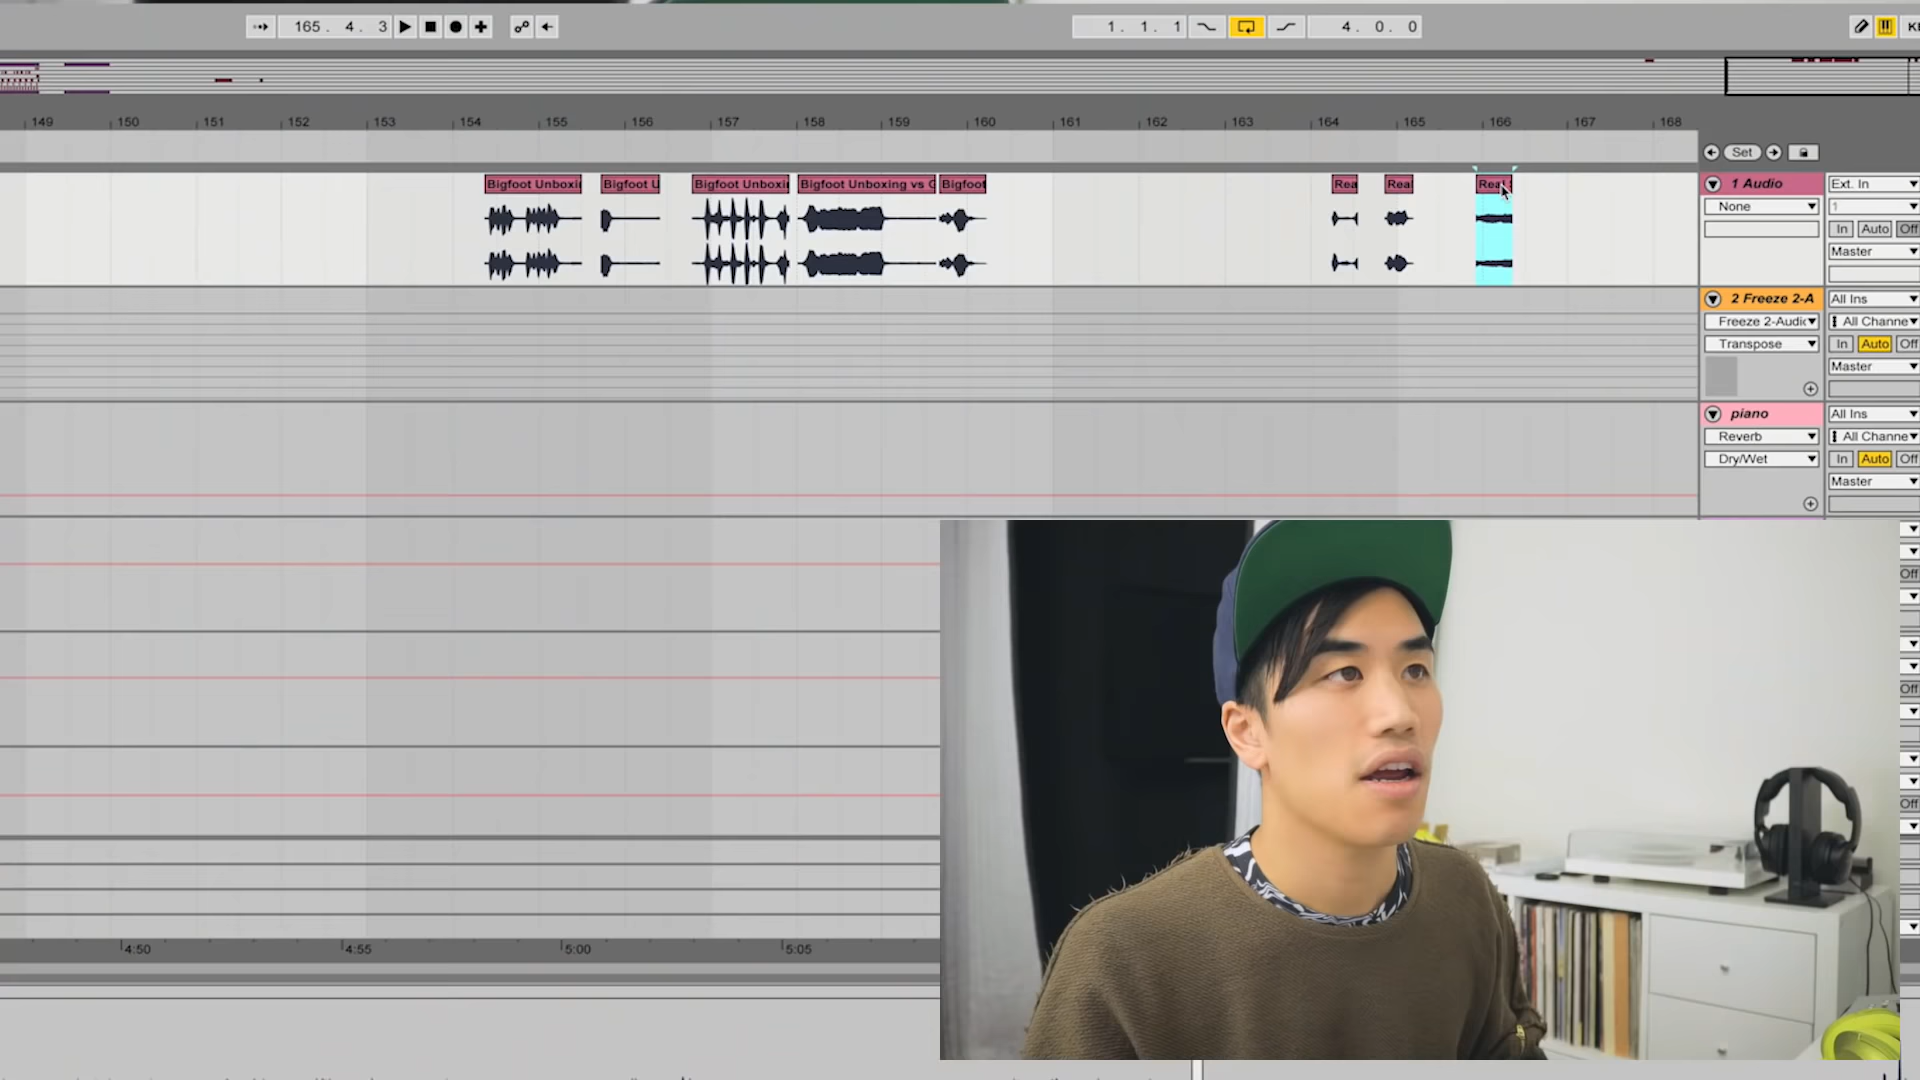 165. 4. 3
1. 1. 1
4. 0. 0
149 150 151 152 153 154 155 156 157 158 159 160 161 162 163 164 165 166 167 168
Set
Bigfoot Unboxi
Bigfoot U
Bigfoot Unboxi
Bigfoot Unboxing vs
Bigfoot
Rea
Real
Real
1 Audio
Ext. In
None
1
In Auto Off
Master
2 Freeze 2-A
All Ins
Freeze 2-Audi
All Channe
Transpose
In Auto Off
Master
piano
All Ins
Reverb
All Channe
Dry/Wet
In Auto Off
Master
Off
Off
Off
4:50 4:55 5:00 5:05